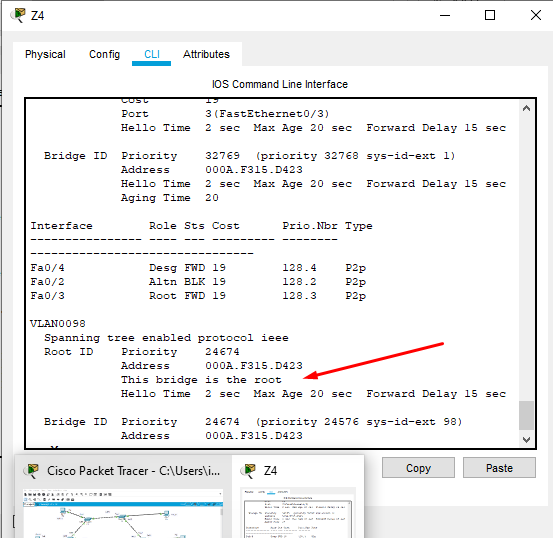 Z4
Physical Config CLI Attributes
IOS Command Line Interface
Cost 19
Port 3(FastEthernet0/3)
Hello Time 2 sec Max Age 20 sec Forward Delay 15 sec
Bridge ID Priority 32769 (priority 32768 sys-id-ext 1)
Address 000A.F315.D423
Hello Time 2 sec Max Age 20 sec Forward Delay 15 sec
Aging Time 20
Interface Role Sts Cost Prio.Nbr Type
---------------- ---- --- --------- -------- 
--------------------------------
Fa0/4 Desg FWD 19 128.4 P2p
Fa0/2 Altn BLK 19 128.2 P2p
Fa0/3 Root FWD 19 128.3 P2p
VLAN0098
Spanning tree enabled protocol ieee
Root ID Priority 24674
Address 000A.F315.D423
This bridge is the root
Hello Time 2 sec Max Age 20 sec Forward Delay 15 sec
Bridge ID Priority 24674 (priority 24576 sys-id-ext 98)
Address 000A.F315.D423
Copy Paste
Cisco Packet Tracer - C:\Users\i... Z4